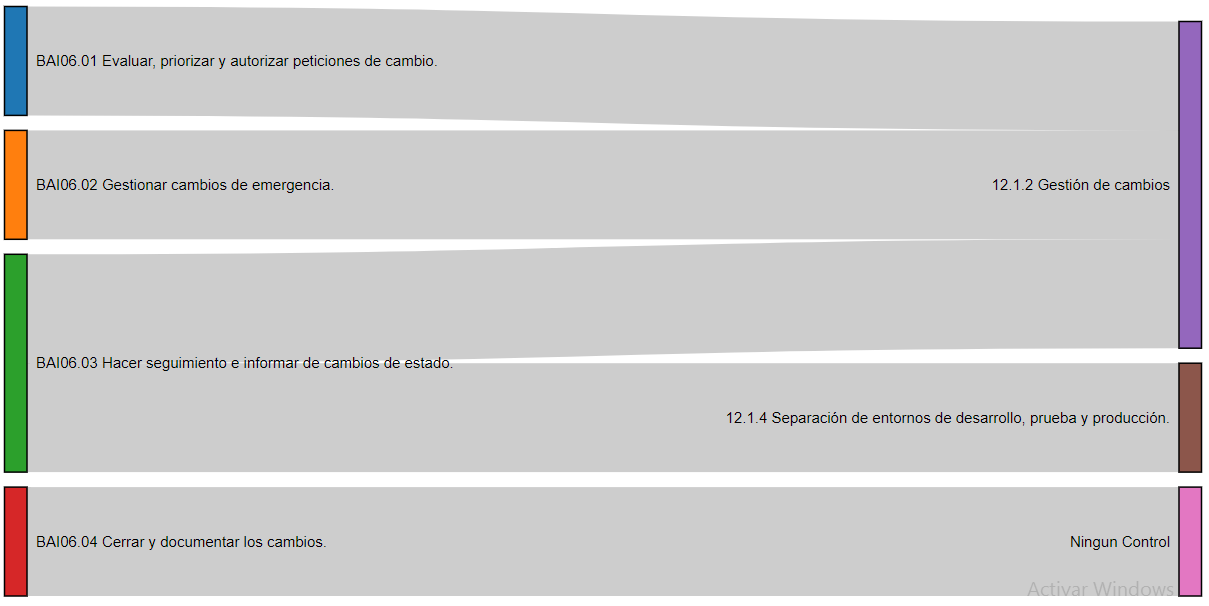 BAI06.01 Evaluar, priorizar y autorizar peticiones de cambio.
BAI06.02 Gestionar cambios de emergencia.
12.1.2 Gestión de cambios
BAI06.03 Hacer seguimiento e informar de cambios de estado.
12.1.4 Separación de entornos de desarrollo, prueba y producción.
BAI06.04 Cerrar y documentar los cambios.
Ningun Control
Activar Windows